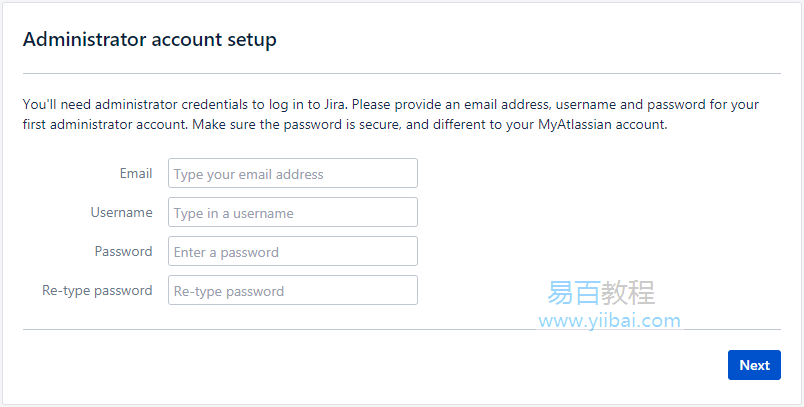 Administrator account setup
You'll need administrator credentials to log in to Jira. Please provide an email address, username and password for your
first administrator account. Make sure the password is secure, and different to your MyAtlassian account.
Email Type your email address
Username Type in a username
Password Enter a password
Re-type password Re-type password
易百教程
www.yiibai.com
Next